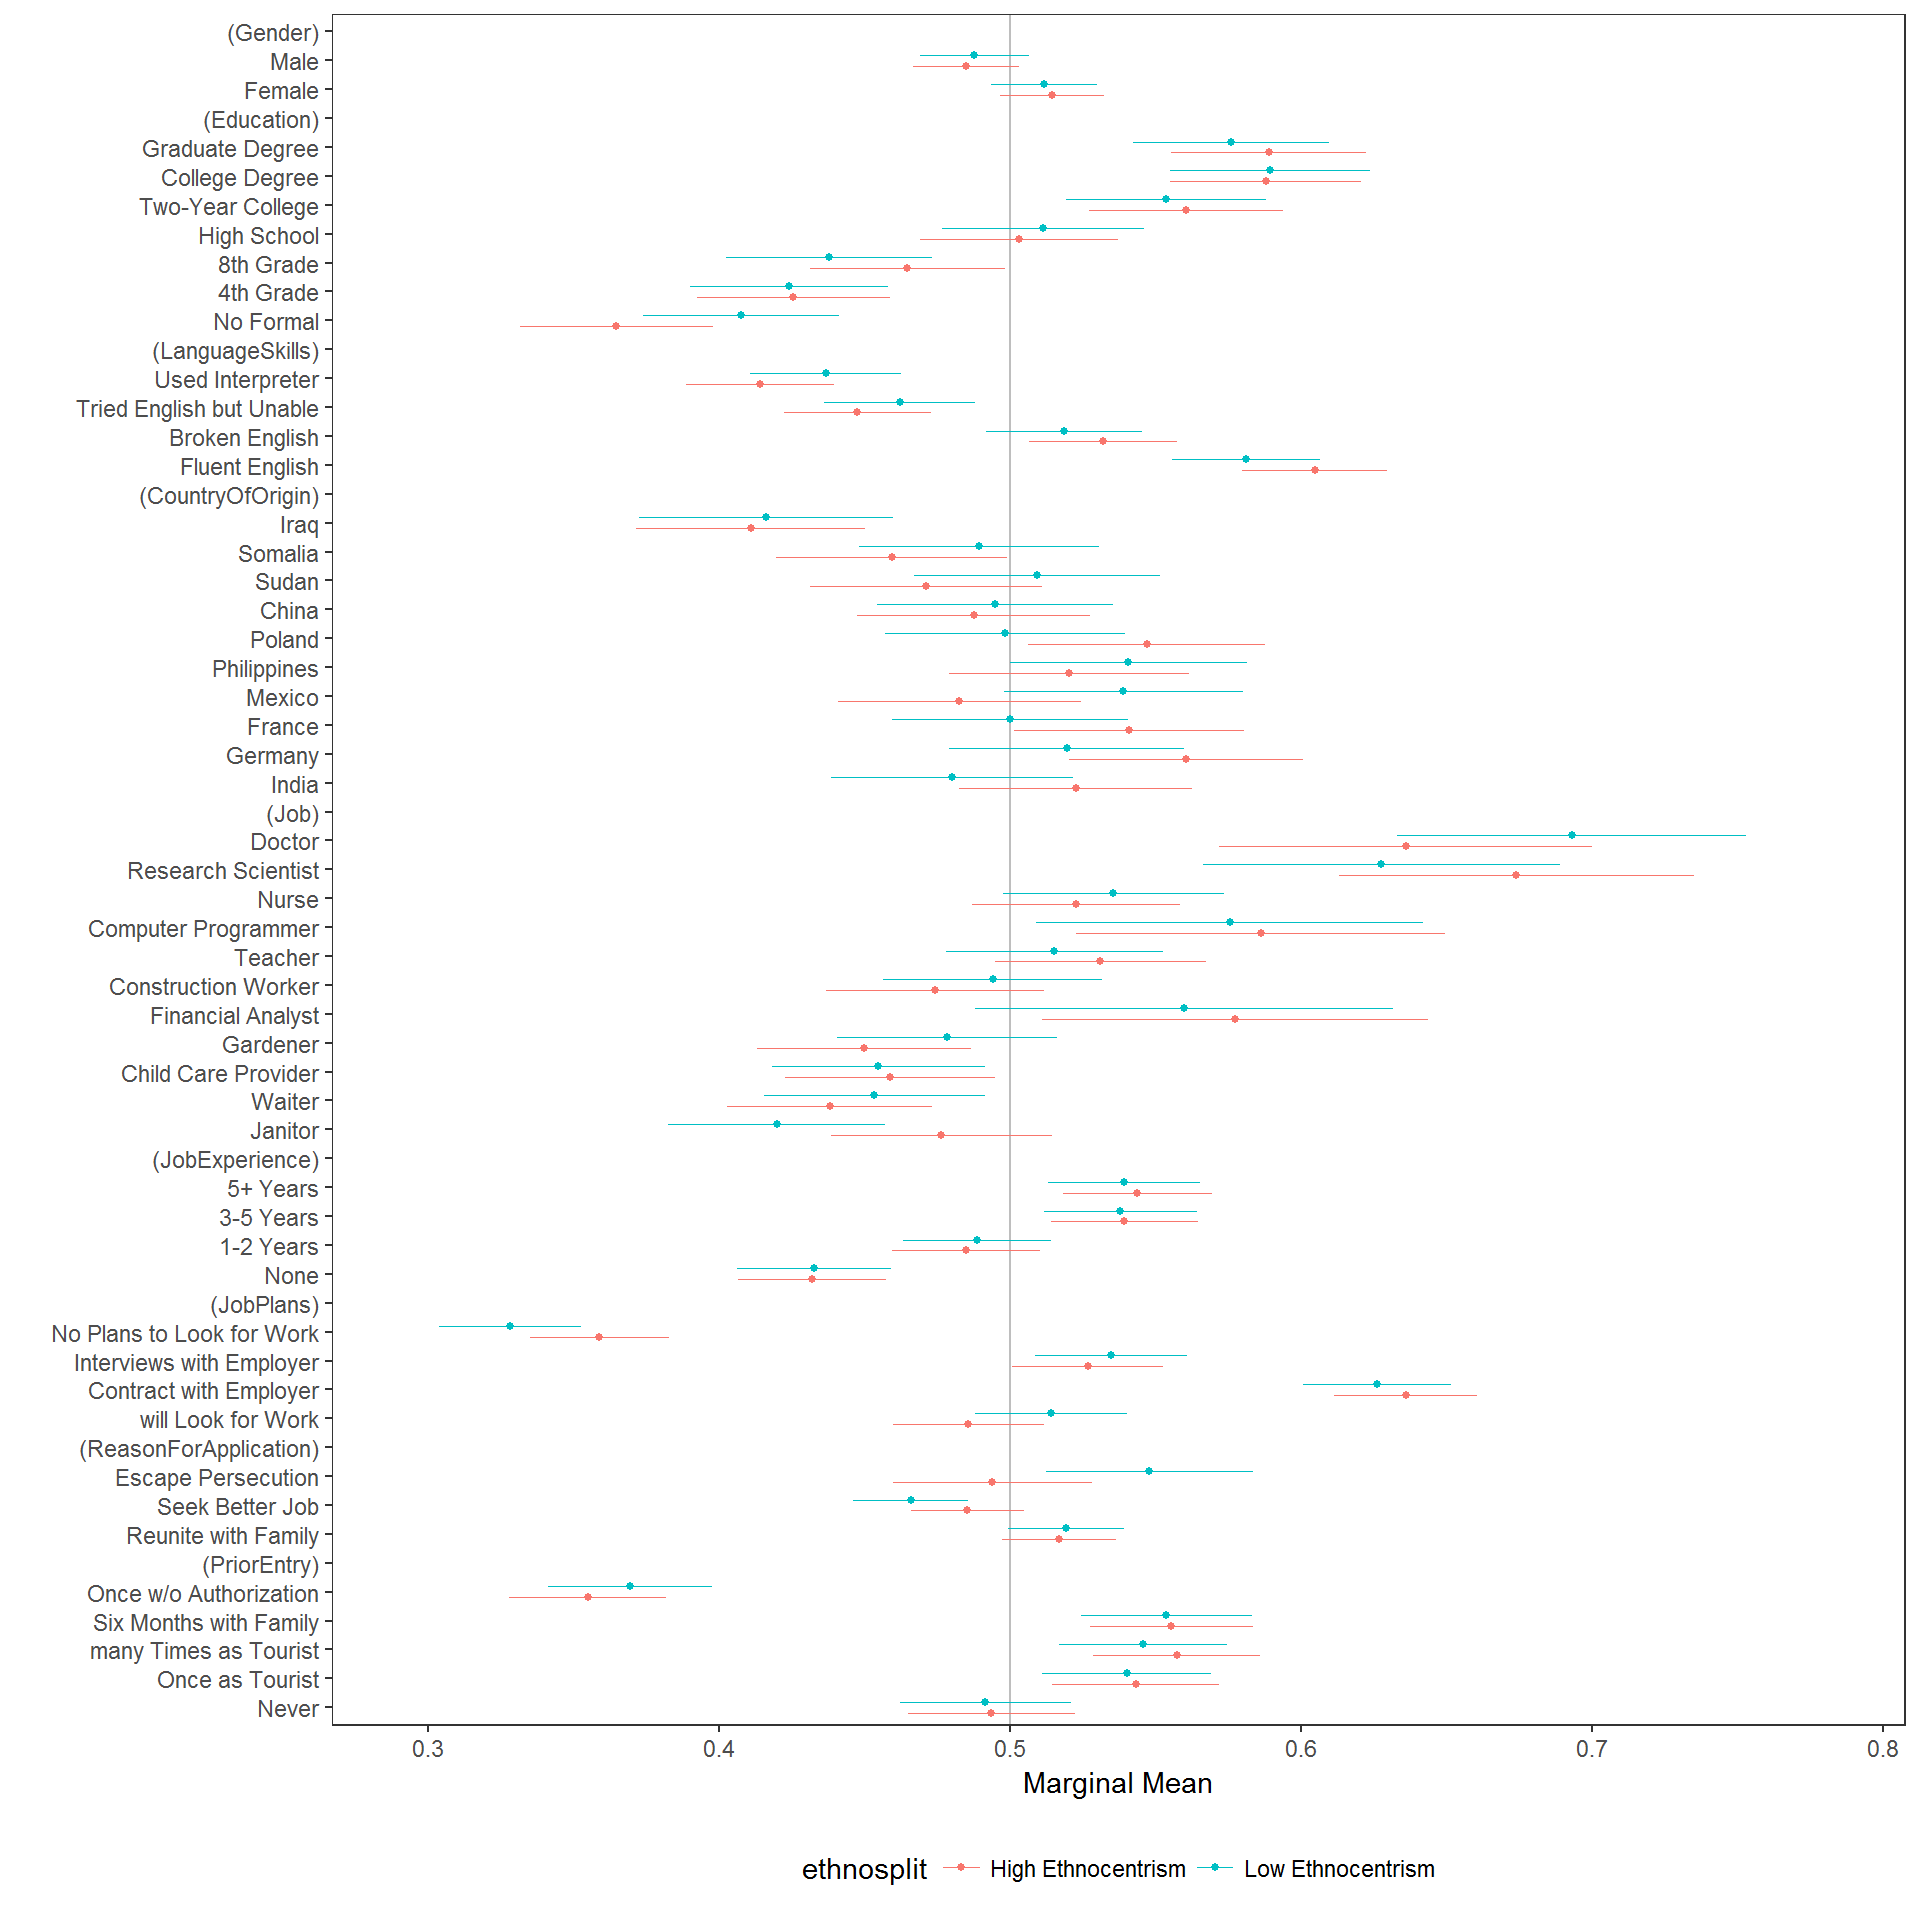 (Gender)
Male
Female
(Education)
Graduate Degree
College Degree
Two-Year College
High School
8th Grade
4th Grade
No Formal
(LanguageSkills)
Used Interpreter
Tried English but Unable
Broken English
Fluent English
(CountryOfOrigin)
Iraq
Somalia
Sudan
China
Poland
Philippines
Mexico
France
Germany
India
(Job)
Doctor
Research Scientist
Nurse
Computer Programmer
Teacher
Construction Worker
Financial Analyst
Gardener
Child Care Provider
Waiter
Janitor
(JobExperience)
5+ Years
3-5 Years
1-2 Years
None
(JobPlans)
No Plans to Look for Work
Interviews with Employer
Contract with Employer
will Look for Work
(ReasonForApplication)
Escape Persecution
Seek Better Job
Reunite with Family
(PriorEntry)
Once w/o Authorization
Six Months with Family
many Times as Tourist
Once as Tourist
Never
0.3 0.4 0.5 0.6 0.7 0.8
Marginal Mean
ethnosplit High Ethnocentrism Low Ethnocentrism